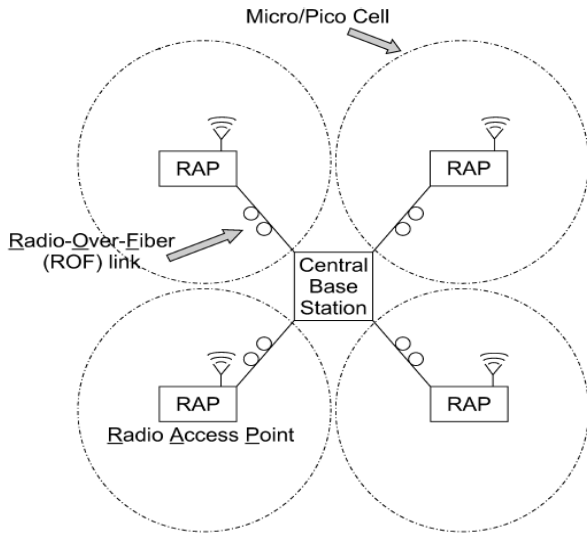 Micro/Pico Cell
RAP
RAP
Radio-Over-Fiber
(ROF) link
Central
Base
Station
RAP
RAP
Radio Access Point